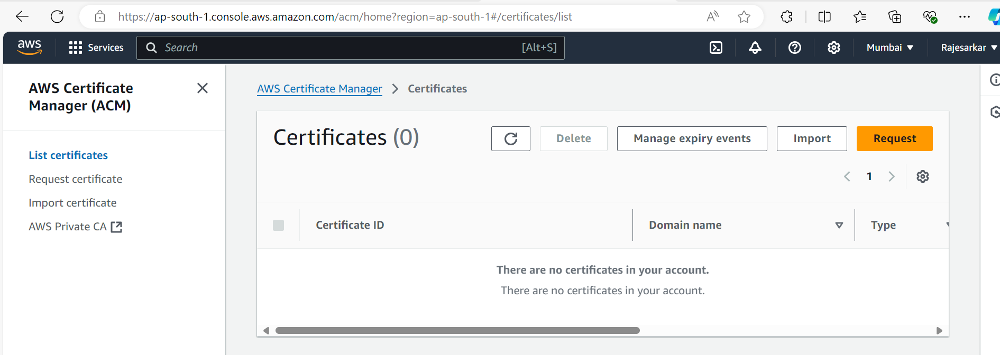 https://ap-south-1.console.aws.amazon.com/acm/home?region=ap-south-1#/certificates/list
aws
Services
Search
[Alt+S]
Mumbai
Rajesarkar
AWS Certificate
Manager (ACM)
List certificates
Request certificate
Import certificate
AWS Private CA
AWS Certificate Manager
Certificates
Certificates (0)
Delete
Manage expiry events
Import
Request
1
Certificate ID
Domain name
Type
There are no certificates in your account.
There are no certificates in your account.